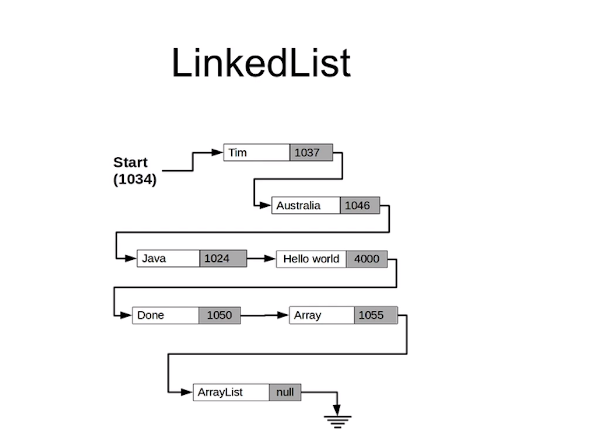 LinkedList
Start
(1034)
Tim 1037
Australia 1046
Java 1024 Hello world 4000
Done 1050 Array 1055
ArrayList null